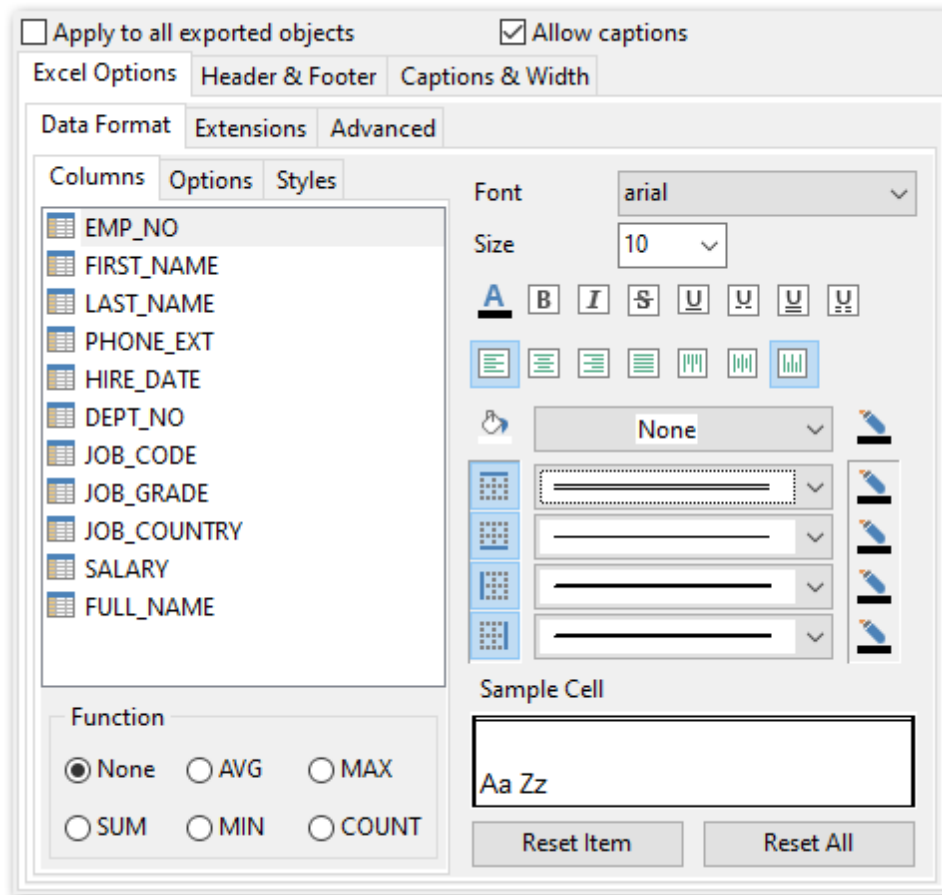 Apply to all exported objects
Allow captions
Excel Options
Header & Footer
Captions & Width
Data Format
Extensions
Advanced
Columns
Options
Styles
EMP_NO
FIRST_NAME
LAST_NAME
PHONE_EXT
HIRE_DATE
DEPT_NO
JOB_CODE
JOB_GRADE
JOB_COUNTRY
SALARY
FULL_NAME
Function
None
AVG
MAX
SUM
MIN
COUNT
Font
arial
Size
10
A B I S U U U U
None
Sample Cell
Aa Zz
Reset Item
Reset All